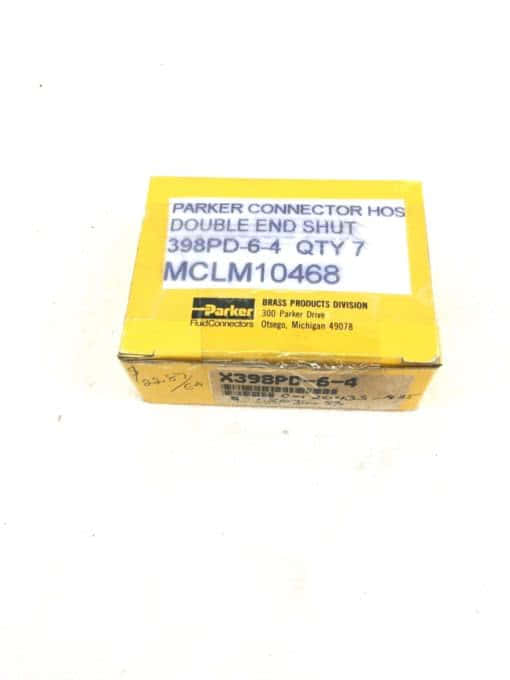 PARKER CONNECTOR HOS
DOUBLE END SHUT
398PD-6-4 QTY 7
MCLM10468
Parker
FluidConnectors
BRASS PRODUCTS DIVISION
300 Parker Drive
Otsego, Michigan 49078
X398PD-6-4